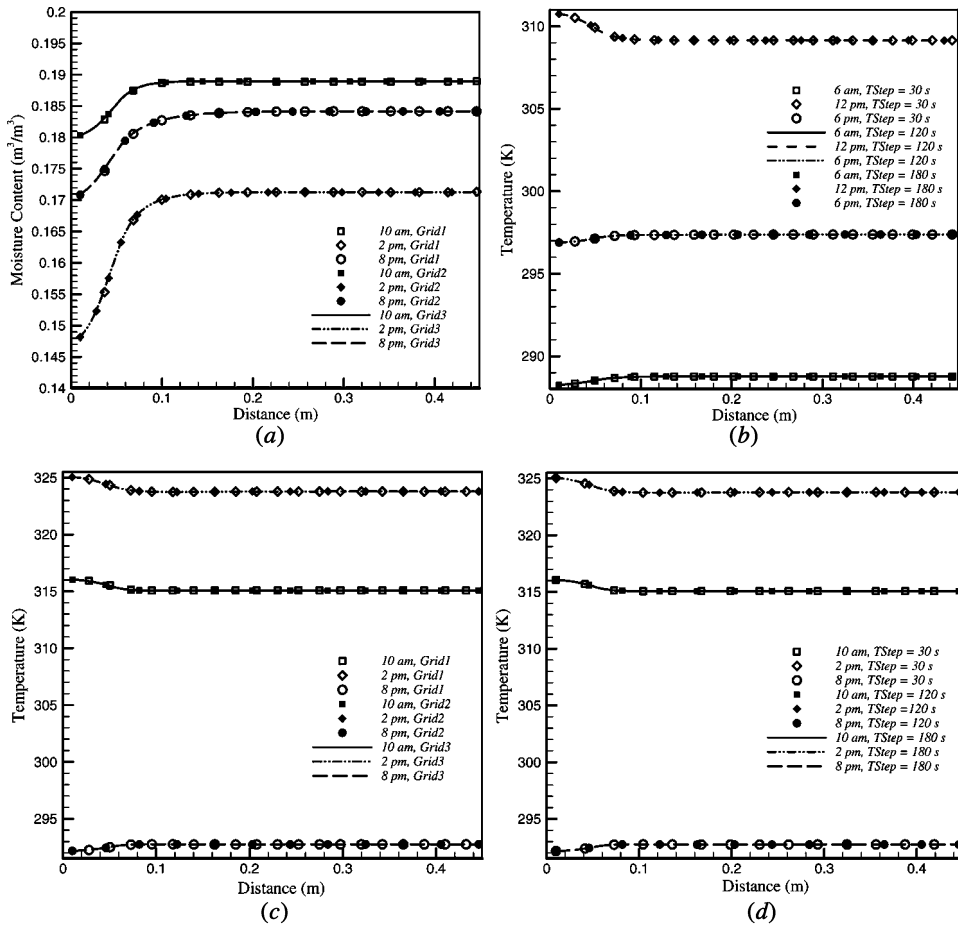 0.2
0.195
0.19
0.185
0.18
0.175
0.17
0.165
0.16
0.155
0.15
0.145
0.14
Moisture Content (m³/m³)
0
0.1
0.2
0.3
0.4
Distance (m)
10 am, Grid1
2 pm, Grid1
8 pm, Grid1
10 am, Grid2
2 pm, Grid2
8 pm, Grid2
10 am, Grid3
2 pm, Grid3
8 pm, Grid3
(a)
310
305
300
295
290
Temperature (K)
0
0.1
0.2
0.3
0.4
Distance (m)
6 am, TStep = 30 s
12 pm, TStep = 30 s
6 pm, TStep = 30 s
6 am, TStep = 120 s
12 pm, TStep = 120 s
6 pm, TStep = 120 s
6 am, TStep = 180 s
12 pm, TStep = 180 s
6 pm, TStep = 180 s
(b)
325
320
315
310
305
300
295
Temperature (K)
0
0.1
0.2
0.3
0.4
Distance (m)
10 am, Grid1
2 pm, Grid1
8 pm, Grid1
10 am, Grid2
2 pm, Grid2
8 pm, Grid2
10 am, Grid3
2 pm, Grid3
8 pm, Grid3
(c)
325
320
315
310
305
300
295
Temperature (K)
0
0.1
0.2
0.3
0.4
Distance (m)
10 am, TStep = 30 s
2 pm, TStep = 30 s
8 pm, TStep = 30 s
10 am, TStep = 120 s
2 pm, TStep = 120 s
8 pm, TStep = 120 s
10 am, TStep = 180 s
2 pm, TStep = 180 s
8 pm, TStep = 180 s
(d)